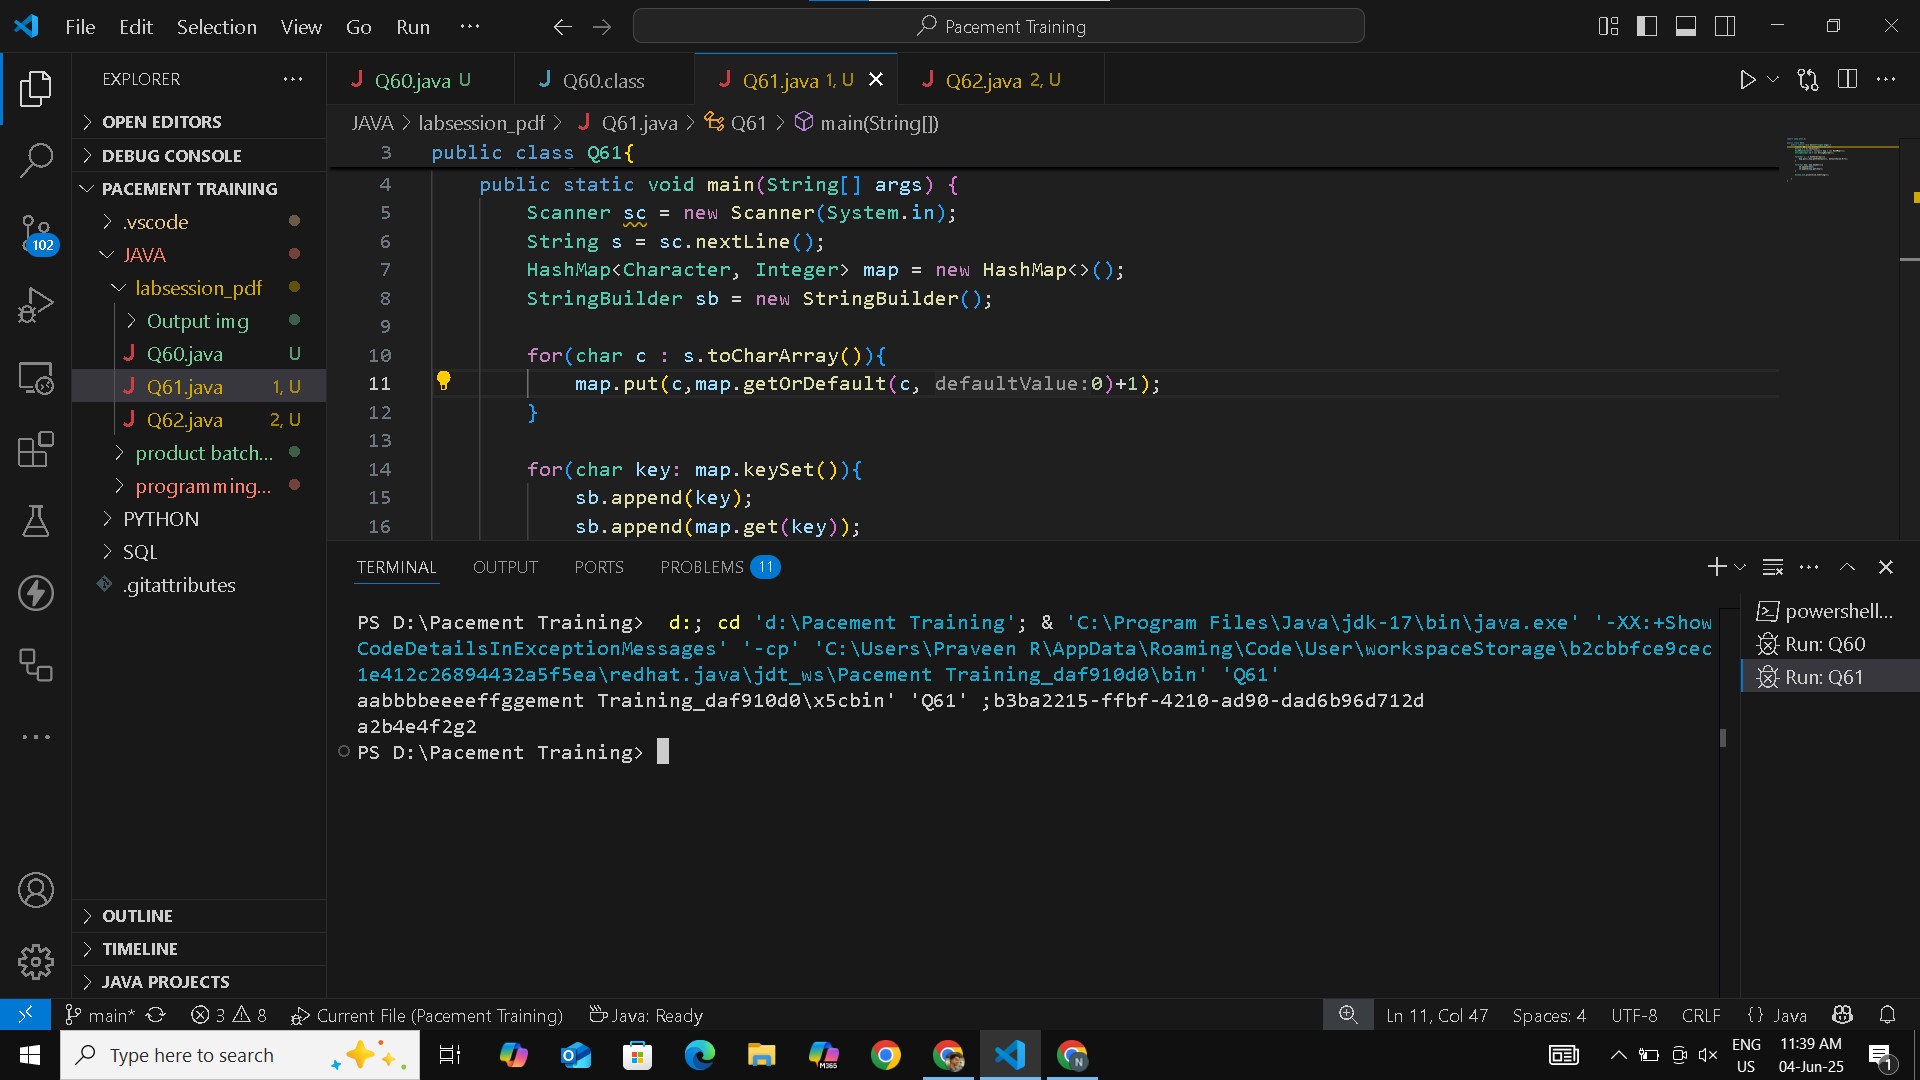 File Edit Selection View Go Run ··· Pacement Training
EXPLORER ···
OPEN EDITORS
DEBUG CONSOLE
PACEMENT TRAINING
.vscode
JAVA
labsession_pdf
Output img
Q60.java U
Q61.java 1, U
Q62.java 2, U
product batch...
programming...
PYTHON
SQL
.gitattributes
102
OUTLINE
TIMELINE
JAVA PROJECTS
Q60.java U Q60.class Q61.java 1, U Q62.java 2, U
JAVA > labsession_pdf > Q61.java > Q61 > main(String[])
3 public class Q61{
4 public static void main(String[] args) {
5 Scanner sc = new Scanner(System.in);
6 String s = sc.nextLine();
7 HashMap<Character, Integer> map = new HashMap<>();
8 StringBuilder sb = new StringBuilder();
9
10 for(char c : s.toCharArray()){
11 map.put(c,map.getOrDefault(c, defaultValue:0)+1);
12 }
13
14 for(char key: map.keySet()){
15 sb.append(key);
16 sb.append(map.get(key));
TERMINAL OUTPUT PORTS PROBLEMS 11
PS D:\Pacement Training> d:; cd 'd:\Pacement Training'; & 'C:\Program Files\Java\jdk-17\bin\java.exe' '-XX:+Show
CodeDetailsInExceptionMessages' '-cp' 'C:\Users\Praveen R\AppData\Roaming\Code\User\workspaceStorage\b2cbbfce9cec
1e412c26894432a5f5ea\redhat.java\jdt_ws\Pacement Training_daf910d0\bin' 'Q61'
aabbbbeeeeffggement Training_daf910d0\x5cbin' 'Q61' ;b3ba2215-ffbf-4210-ad90-dad6b96d712d
a2b4e4f2g2
PS D:\Pacement Training>
powershell...
Run: Q60
Run: Q61
main* 3 8 Current File (Pacement Training) Java: Ready Ln 11, Col 47 Spaces: 4 UTF-8 CRLF {} Java
Type here to search M365 N ENG 11:39 AM
US 04-Jun-25 1